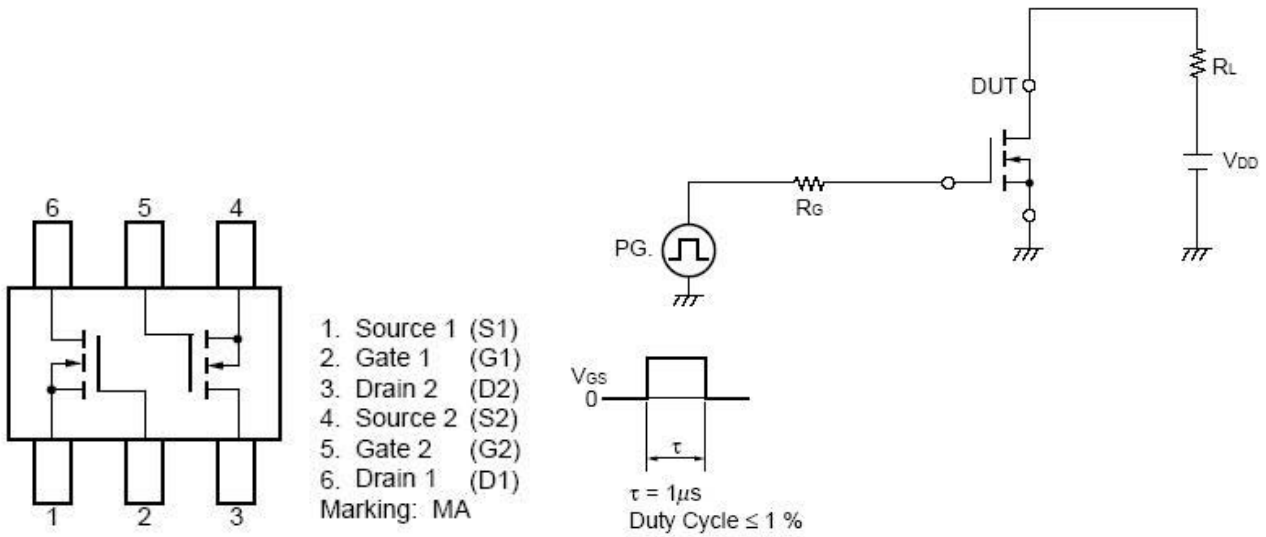 6 5 4
1 2 3
1. Source 1 (S1)
2. Gate 1 (G1)
3. Drain 2 (D2)
4. Source 2 (S2)
5. Gate 2 (G2)
6. Drain 1 (D1)
Marking: MA
DUT
RL
VDD
RG
PG.
VGS
0
τ
τ = 1μs
Duty Cycle ≤ 1 %